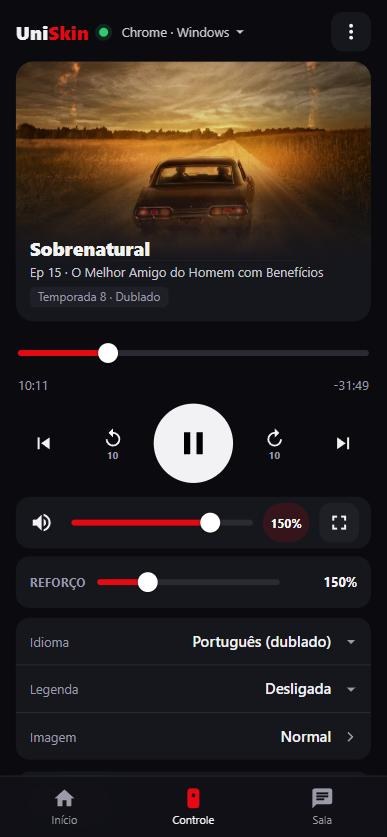 UniSkin
Chrome · Windows
Sobrenatural
Ep 15 · O Melhor Amigo do Homem com Benefícios
Temporada 8 · Dublado
10:11
-31:49
10
10
150%
REFORÇO
150%
Idioma
Português (dublado)
Legenda
Desligada
Imagem
Normal
Início
Controle
Sala